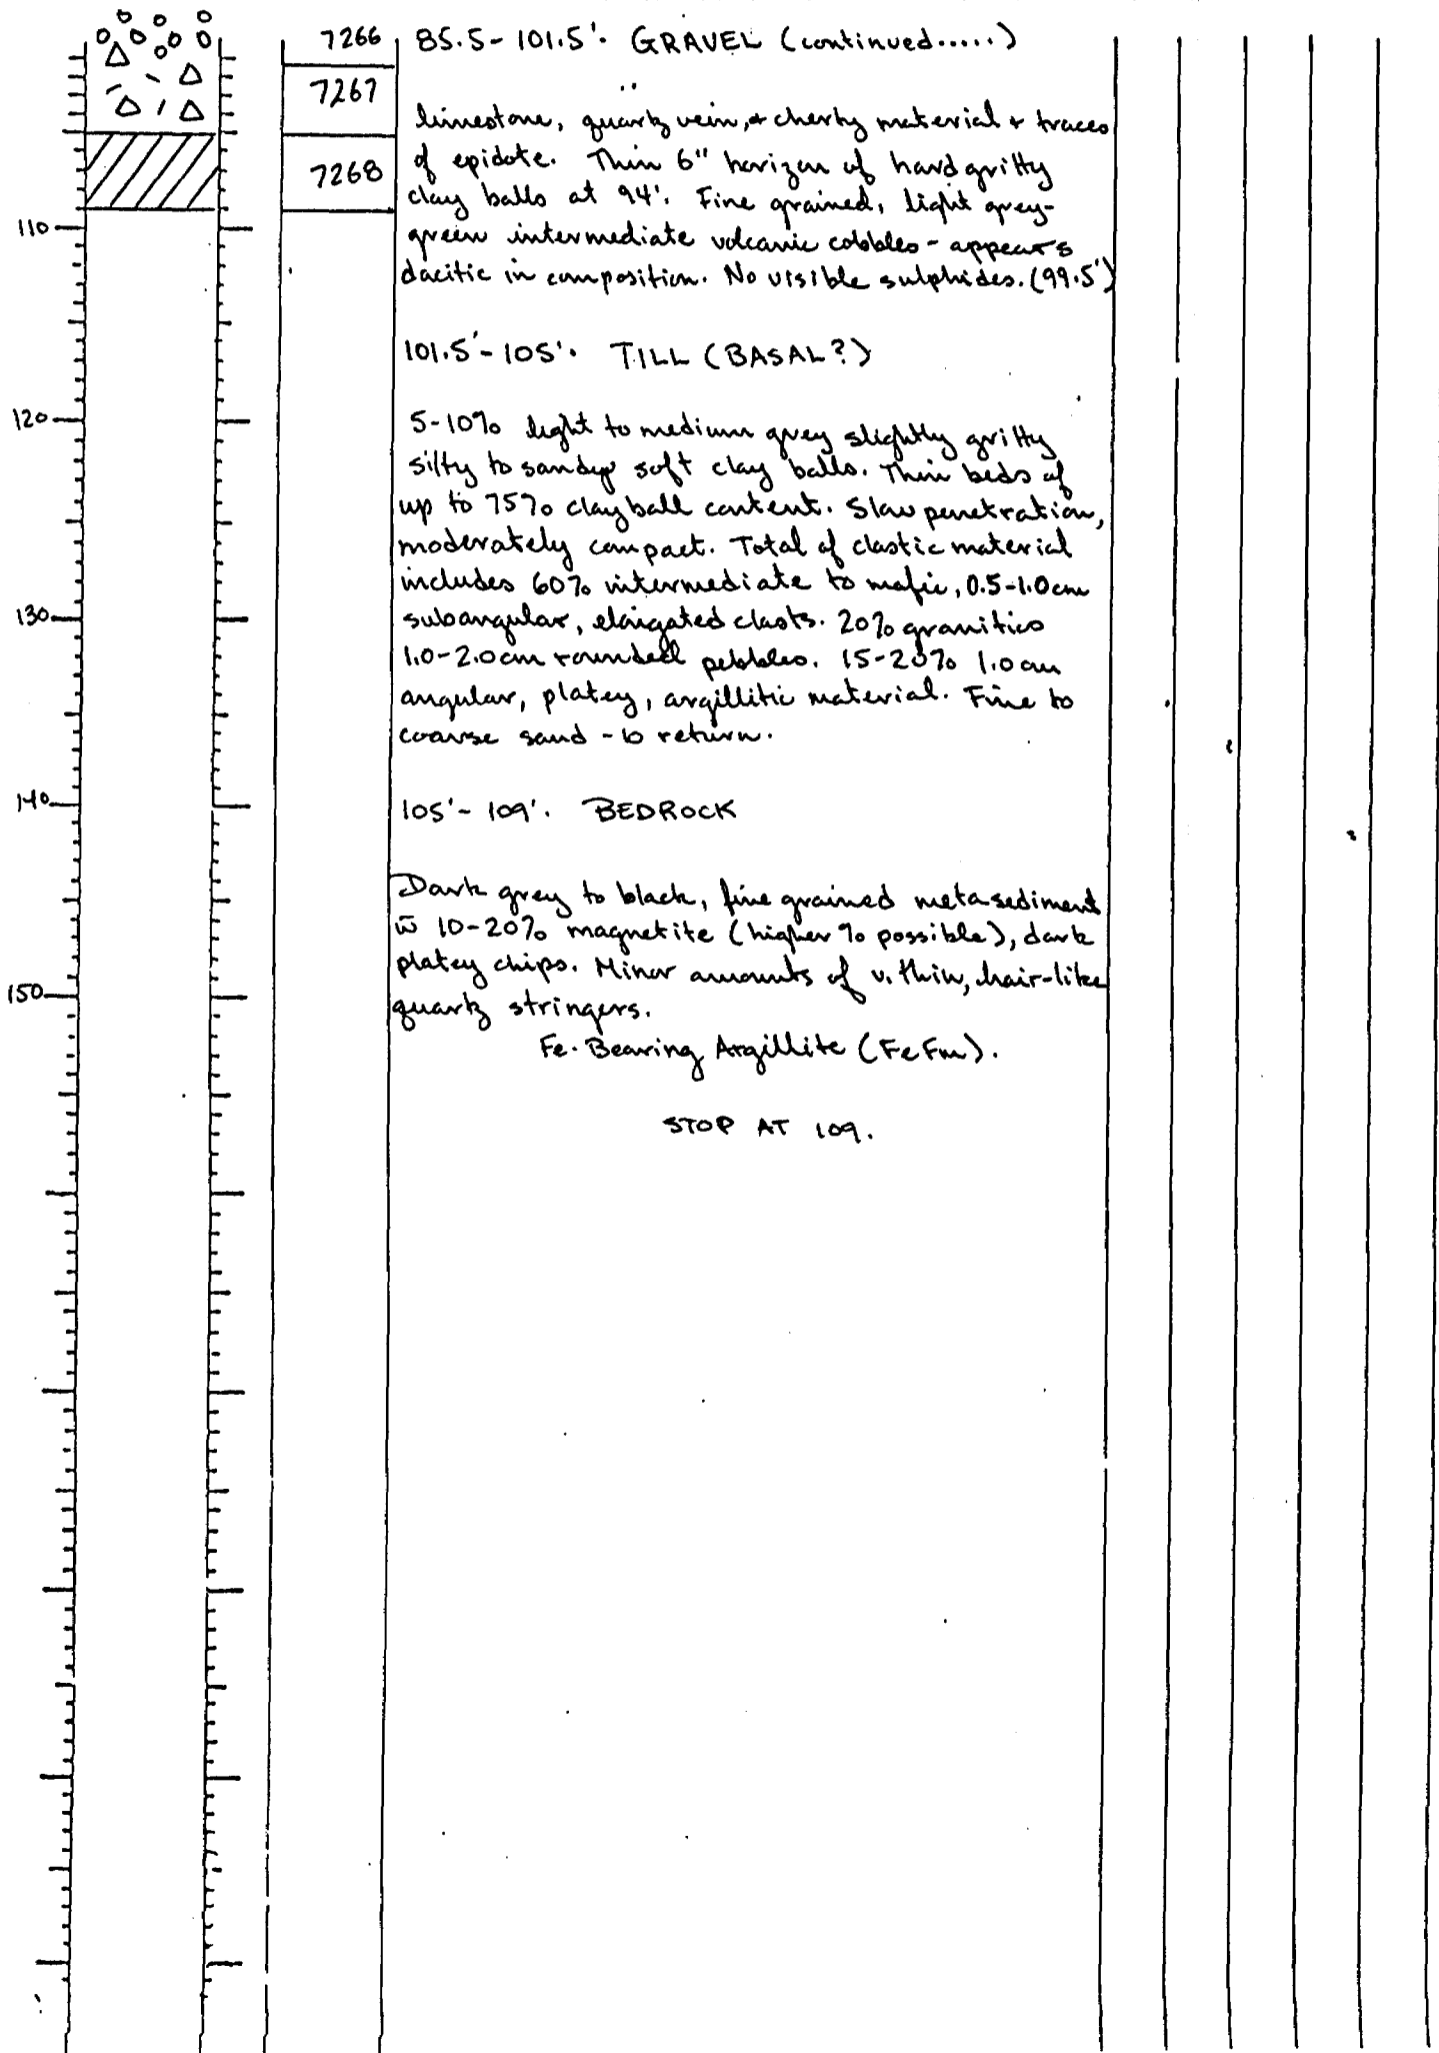 7266 85.5-101.5'. GRAVEL (continued.....)
7267
limestone, quartz vein, + cherty material + traces
of epidote. Thin 6" horizon of hard gritty
7268
clay balls at 94'. Fine grained, light grey-
110
green intermediate volcanic cobbles - appears
dacitic in composition. No visible sulphides. (99.5')
101.5'-105'. TILL (BASAL?)
120
5-10% light to medium grey slightly gritty
silty to sandy soft clay balls. Thin beds of
up to 75% clay ball content. Slow penetration,
moderately compact. Total of clastic material
includes 60% intermediate to mafic, 0.5-1.0cm
130
subangular, elongated clasts. 20% granitics
1.0-2.0cm rounded pebbles. 15-20% 1.0cm
angular, platey, argillitic material. Fine to
coarse sand - return.
140
105'-109'. BEDROCK
Dark grey to black, fine grained metasediment
w̄ 10-20% magnetite (higher % possible), dark
platey chips. Minor amounts of v. thin, hair-like
150
quartz stringers.
Fe. Bearing Argillite (FeFm).
STOP AT 109.